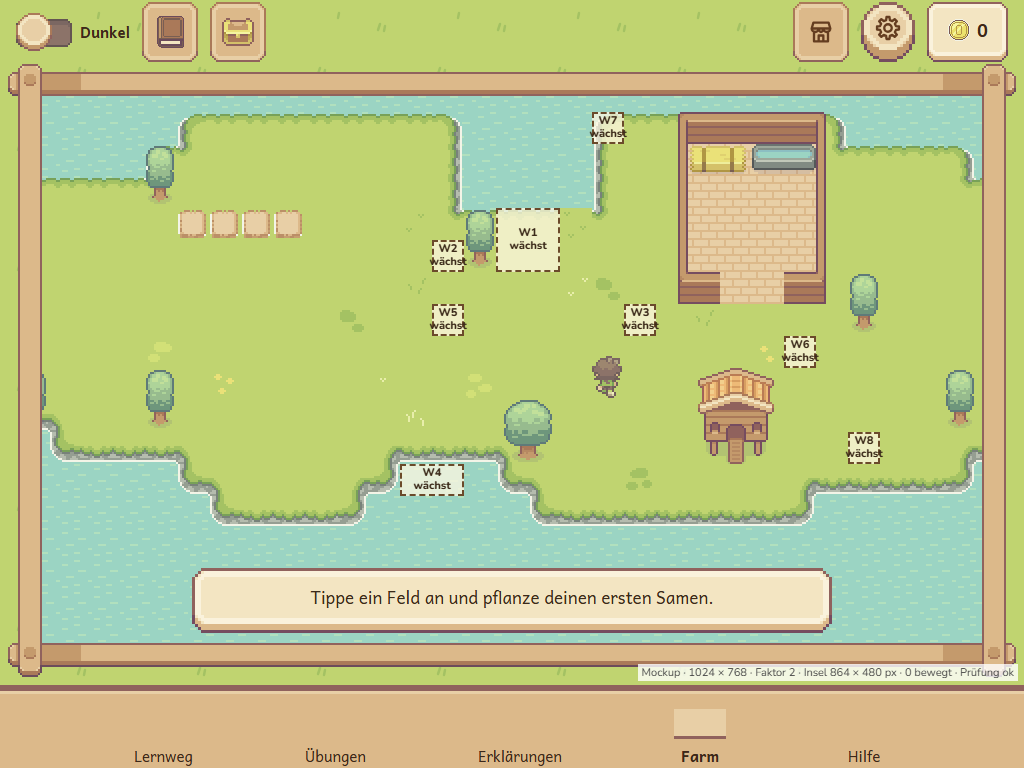 Dunkel
0
W7
wächst
W1
wächst
W2
wächst
W5
wächst
W3
wächst
W6
wächst
W8
wächst
W4
wächst
Tippe ein Feld an und pflanze deinen ersten Samen.
Mockup · 1024 × 768 · Faktor 2 · Insel 864 × 480 px · 0 bewegt · Prüfung ok
Lernweg
Übungen
Erklärungen
Farm
Hilfe